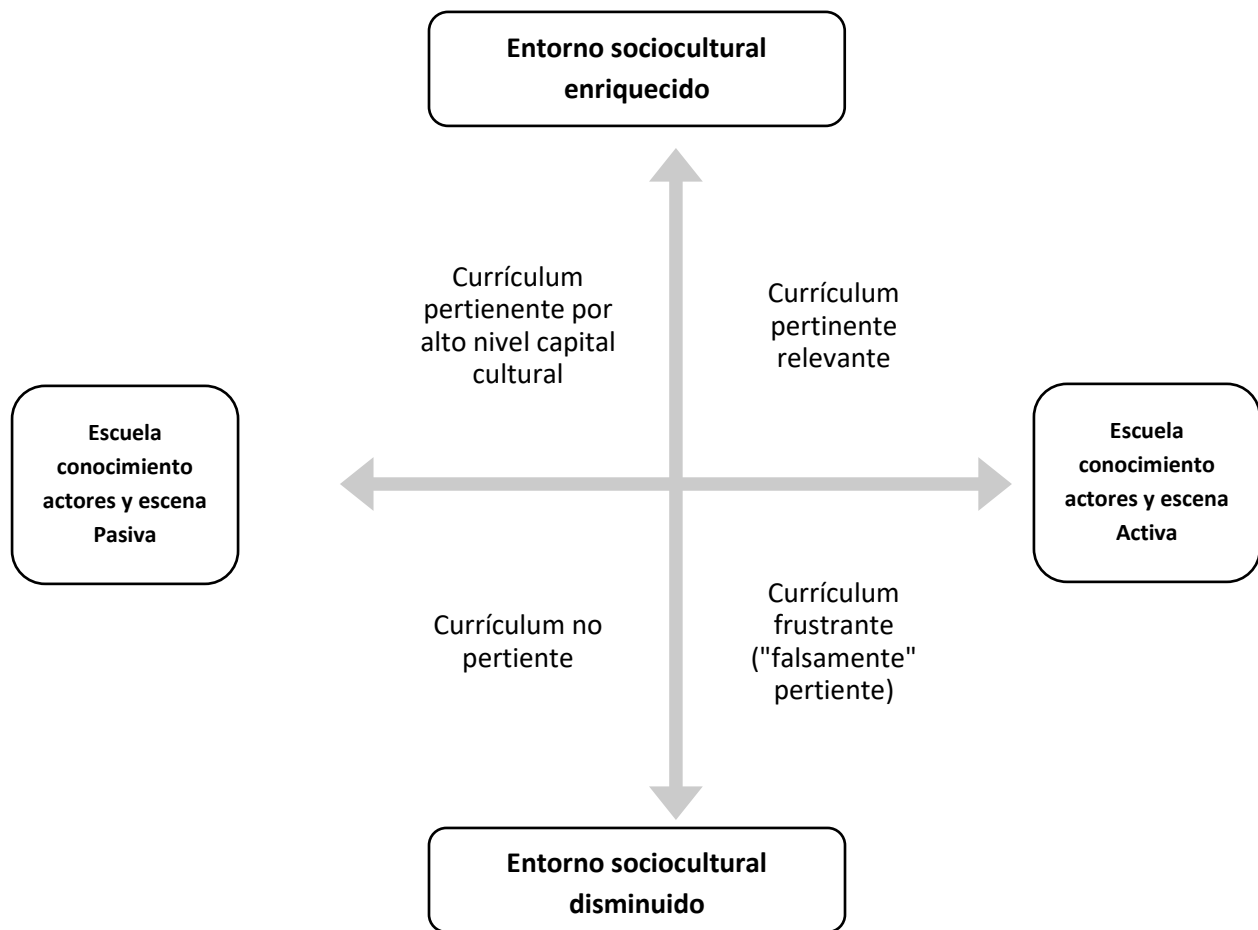 Entorno sociocultural
enriquecido
Currículum
pertienente por
alto nivel capital
cultural
Currículum
pertinente
relevante
Escuela
conocimiento
actores y escena
Pasiva
Escuela
conocimiento
actores y escena
Activa
Currículum no
pertiente
Currículum
frustrante
("falsamente"
pertiente)
Entorno sociocultural
disminuido